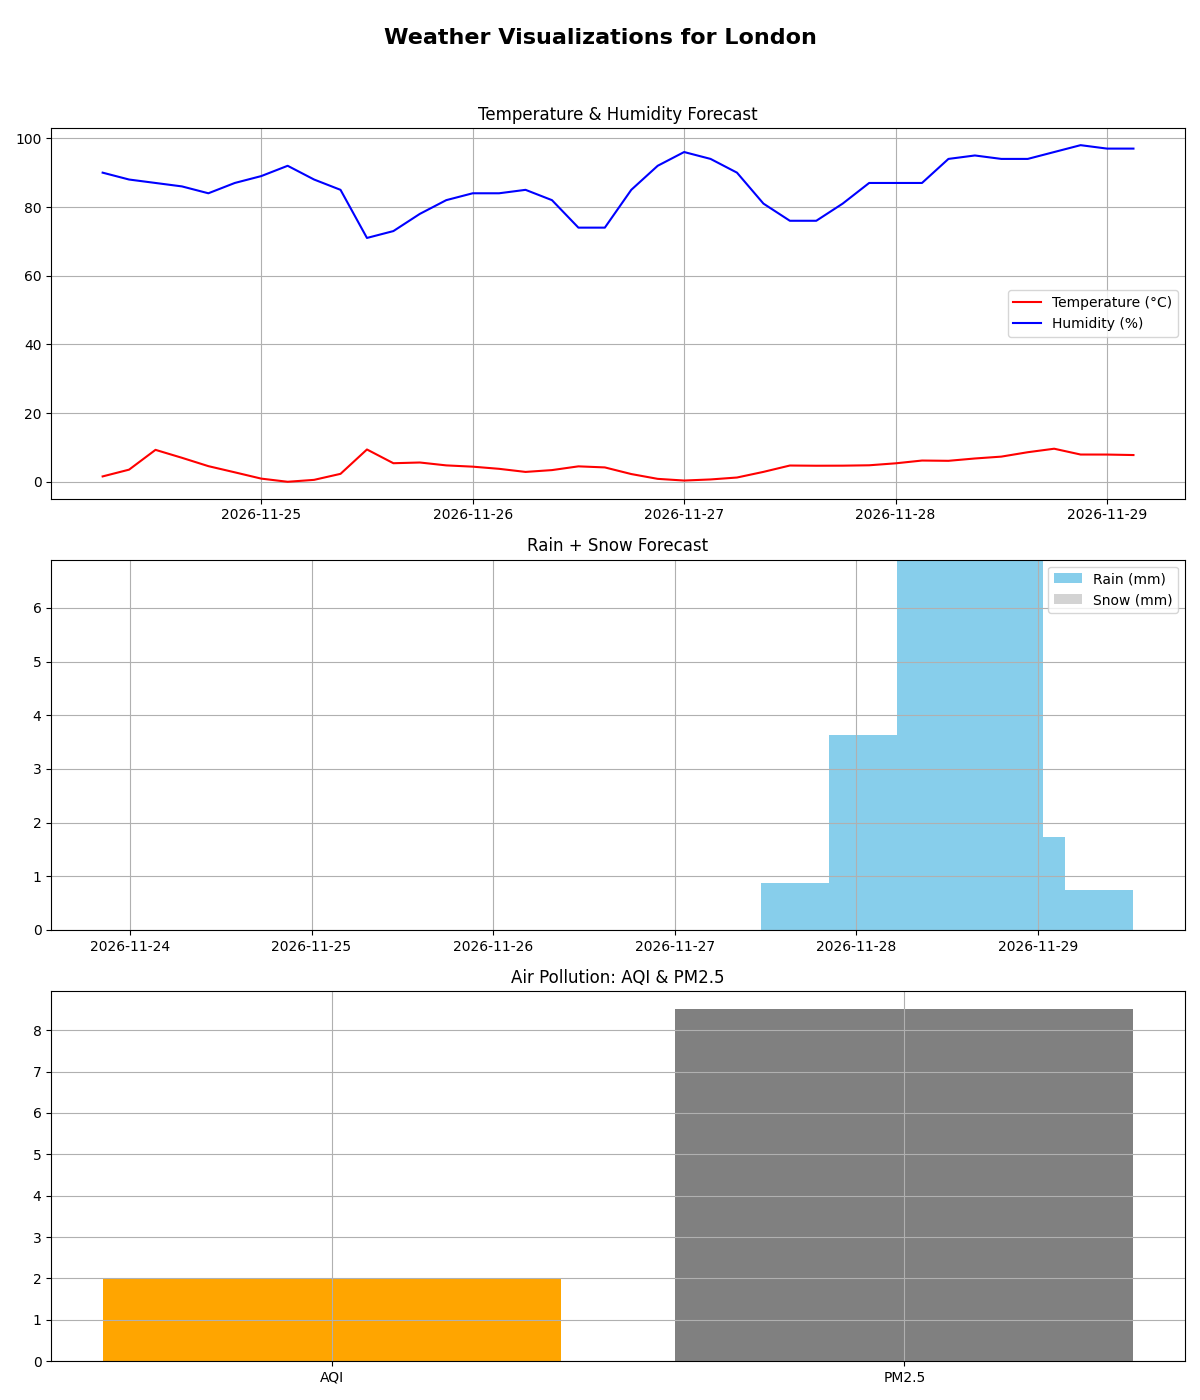 Weather Visualizations for London
Temperature & Humidity Forecast
100
80
60
40
20
0
Temperature (°C)
Humidity (%)
2026-11-25 2026-11-26 2026-11-27 2026-11-28 2026-11-29
Rain + Snow Forecast
6
5
4
3
2
1
0
Rain (mm)
Snow (mm)
2026-11-24 2026-11-25 2026-11-26 2026-11-27 2026-11-28 2026-11-29
Air Pollution: AQI & PM2.5
8
7
6
5
4
3
2
1
0
AQI PM2.5